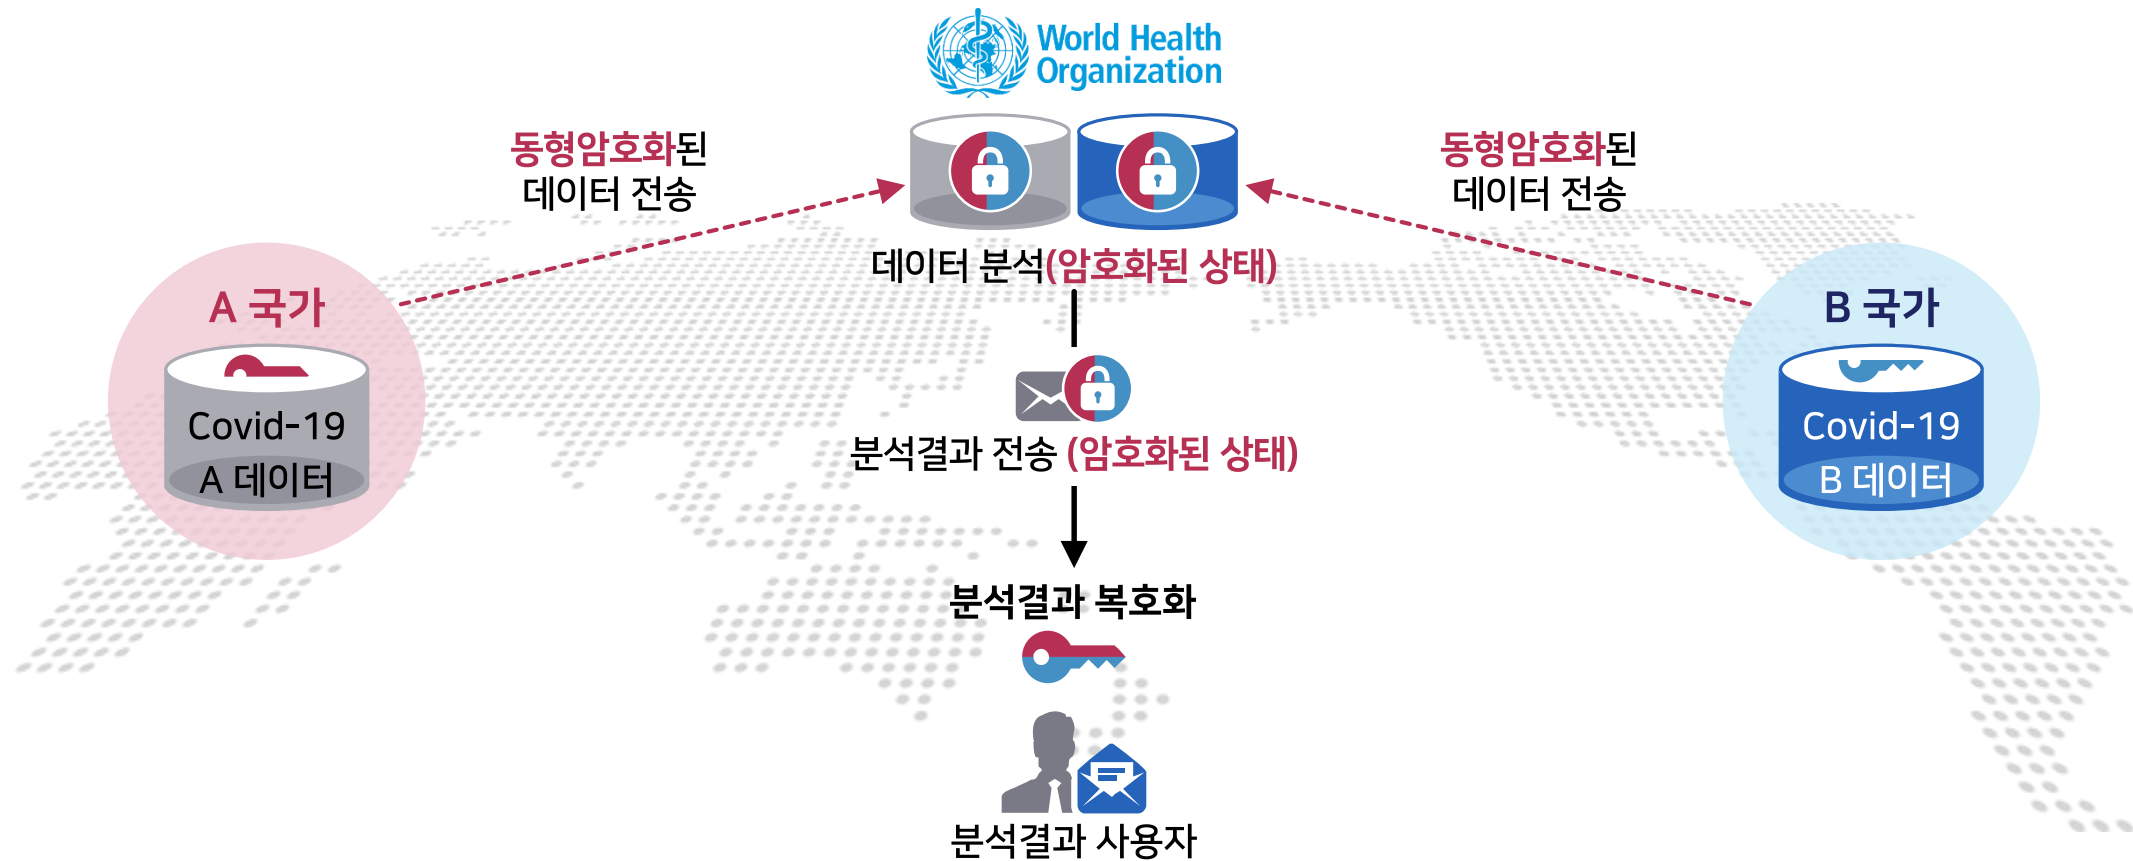 World Health
Organization
동형암호화된
데이터 전송
동형암호화된
데이터 전송
데이터 분석(암호화된 상태)
A 국가
Covid-19
A 데이터
B 국가
Covid-19
B 데이터
분석결과 전송 (암호화된 상태)
분석결과 복호화
분석결과 사용자